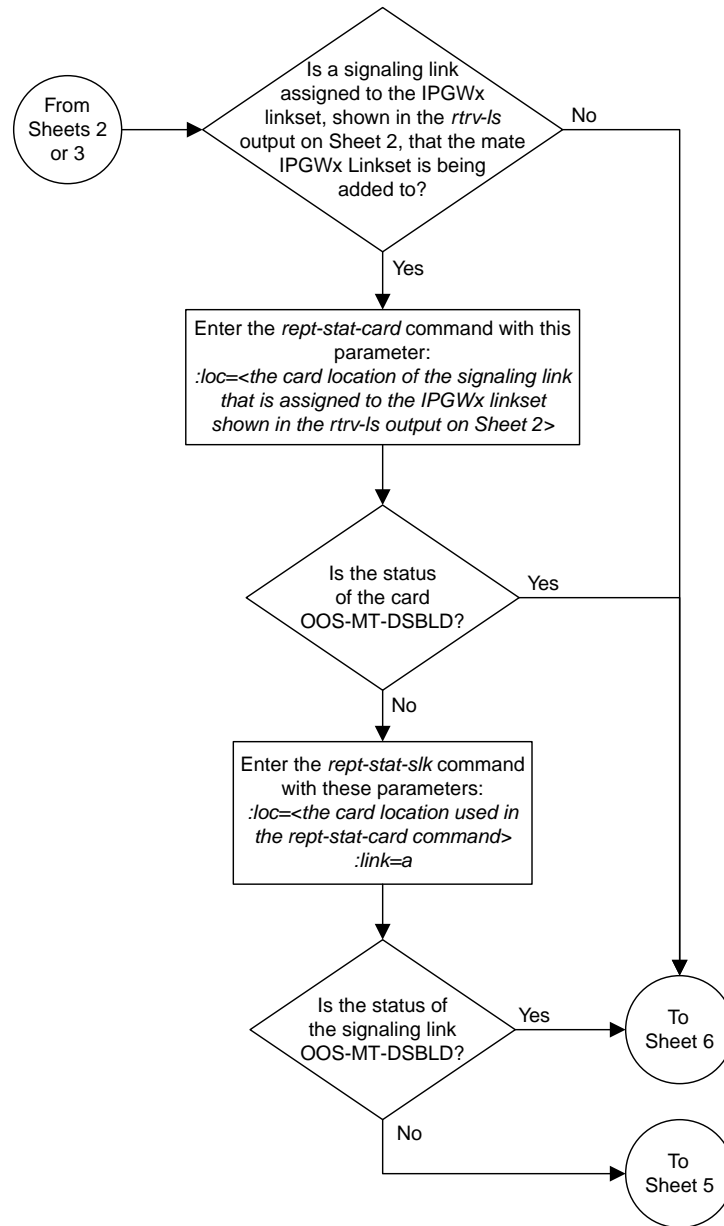 From
Sheets 2
or 3
Is a signaling link
assigned to the IPGWx
linkset, shown in the rtrv-ls
output on Sheet 2, that the mate
IPGWx Linkset is being
added to?
No
Yes
Enter the rept-stat-card command with this
parameter:
:loc=<the card location of the signaling link
that is assigned to the IPGWx linkset
shown in the rtrv-ls output on Sheet 2>
Is the status
of the card
OOS-MT-DSBLD?
Yes
No
Enter the rept-stat-slk command
with these parameters:
:loc=<the card location used in
the rept-stat-card command>
:link=a
Is the status of
the signaling link
OOS-MT-DSBLD?
Yes
To
Sheet 6
No
To
Sheet 5